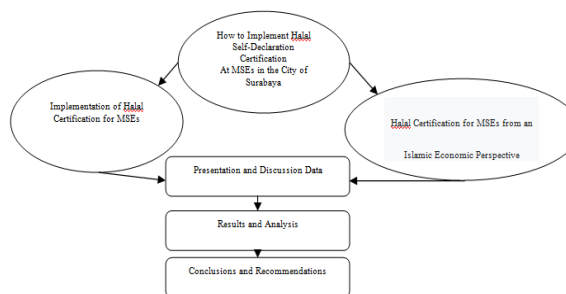 How to Implement Halal
Self-Declaration
Certification
At MSEs in the City of
Surabaya
Implementation of Halal
Certification for MSEs
Halal Certification for MSEs from an
Islamic Economic Perspective
Presentation and Discussion Data
Results and Analysis
Conclusions and Recommendations